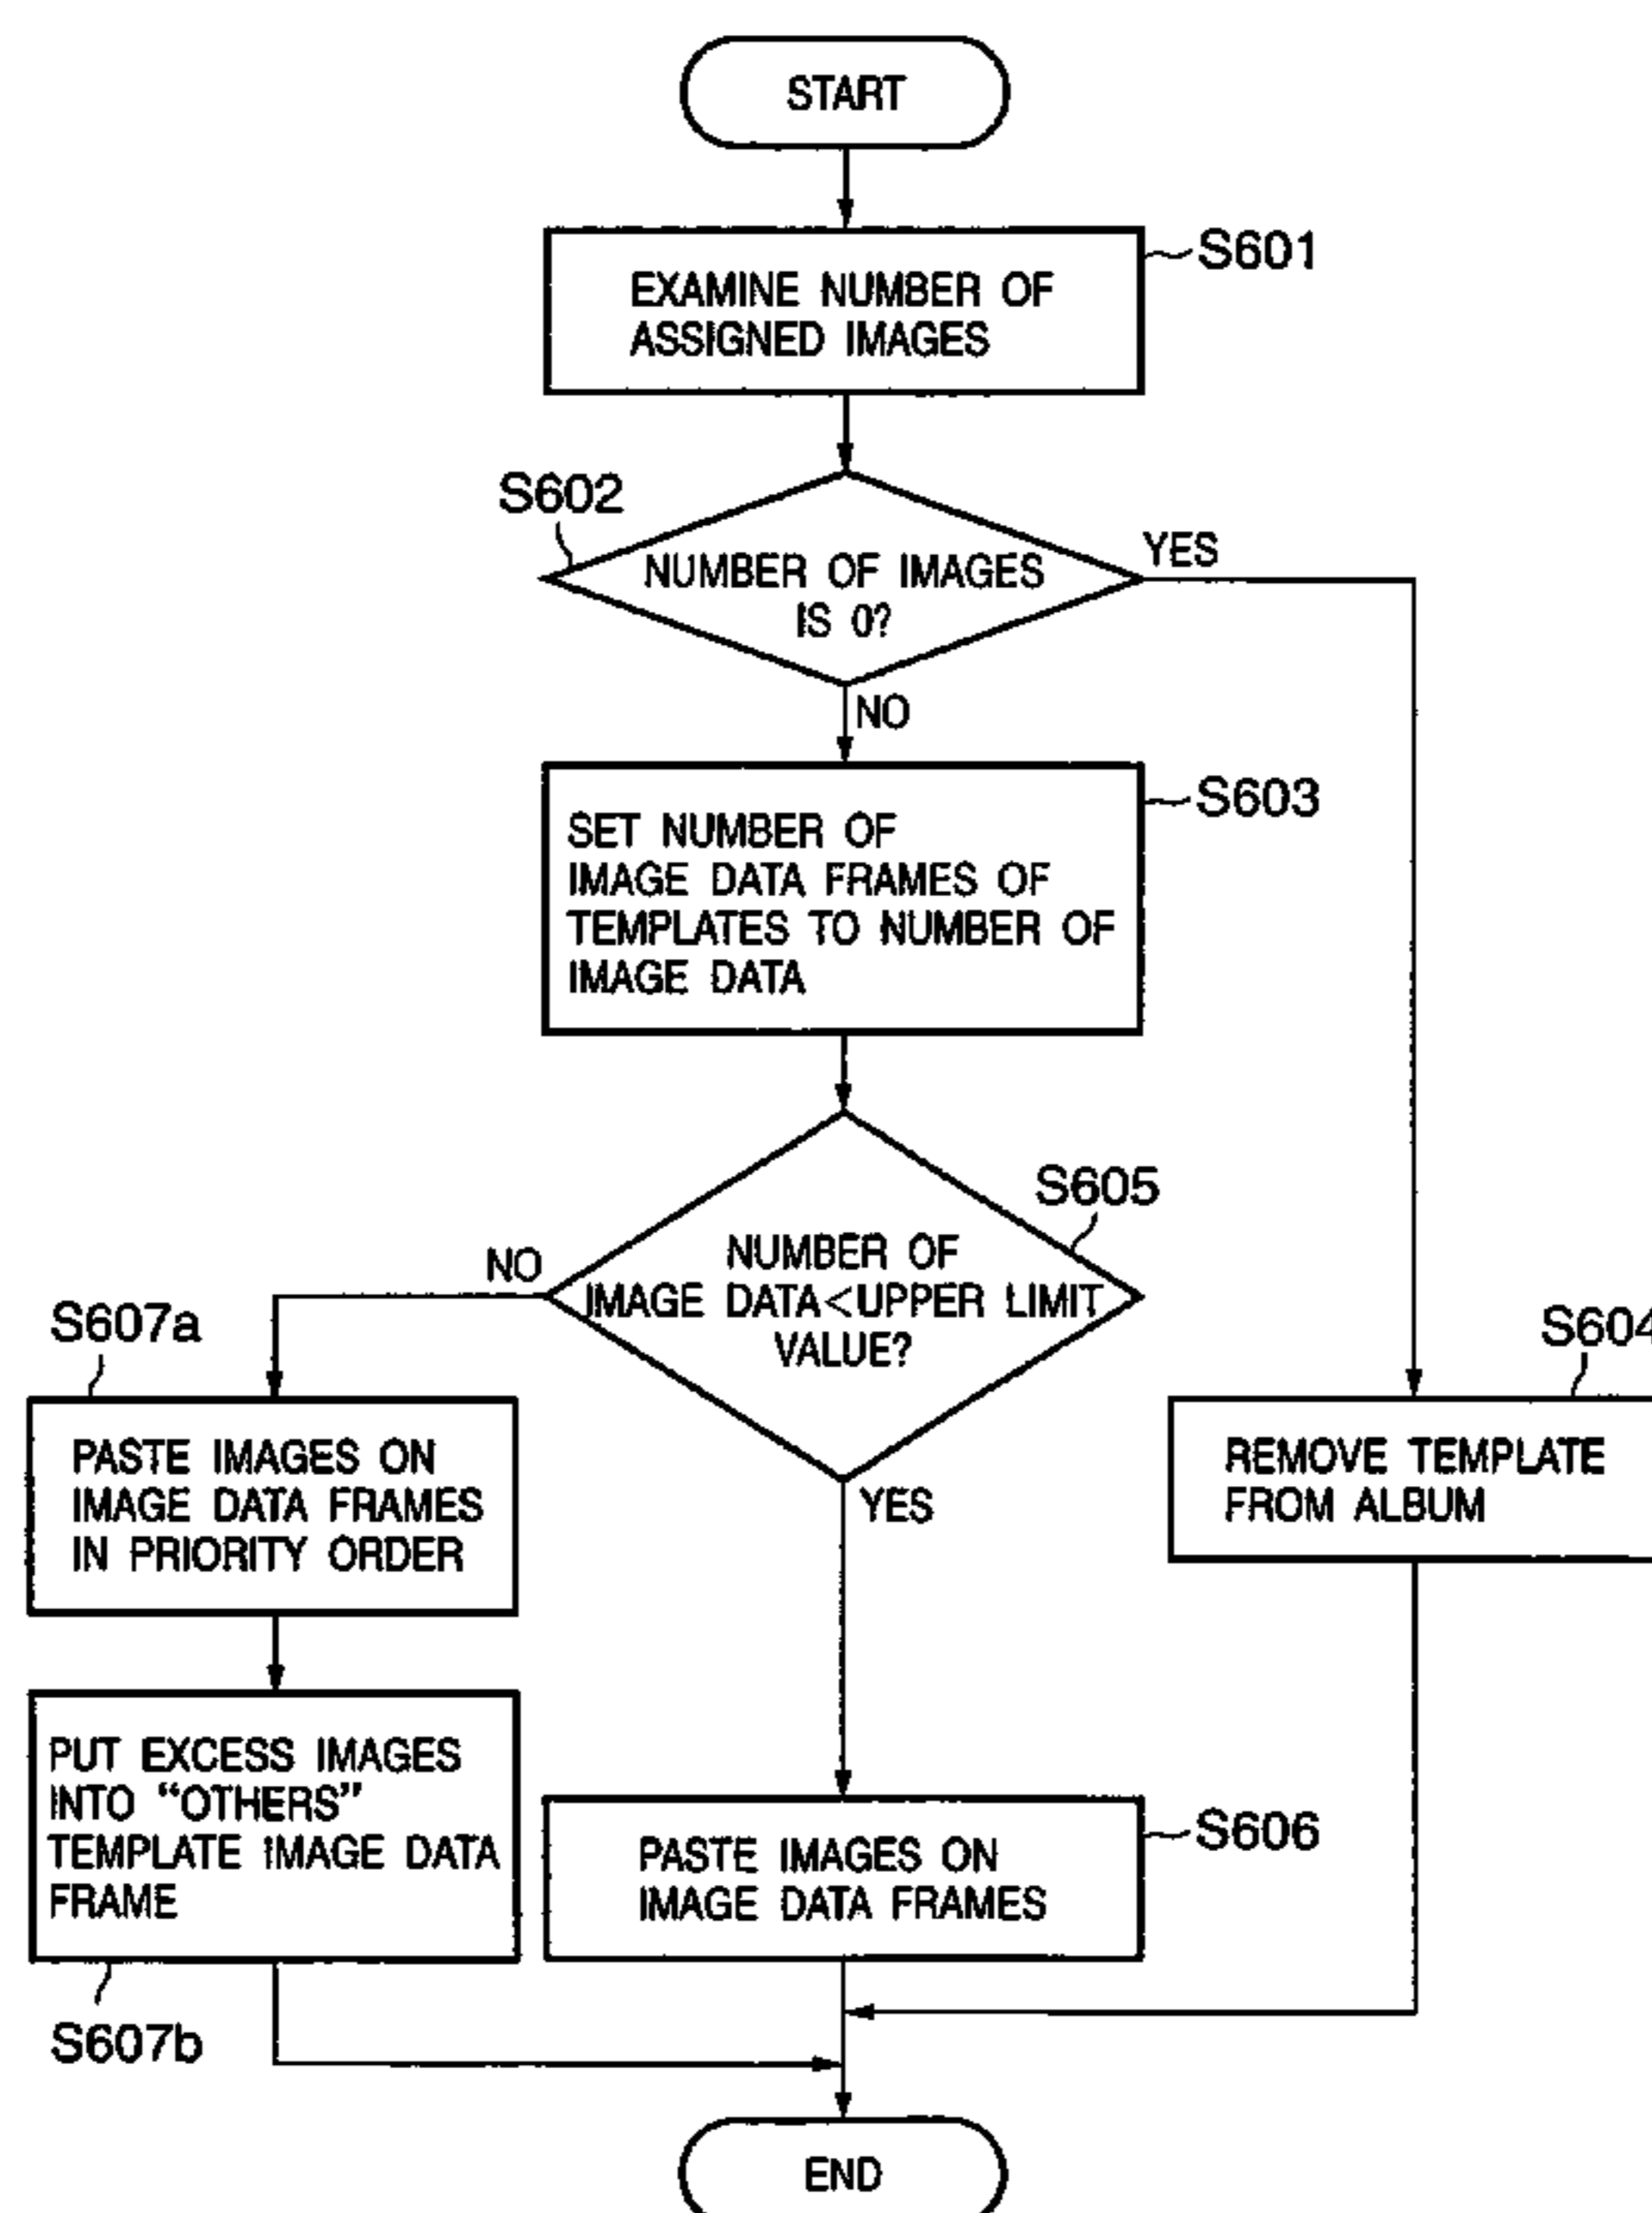 START
EXAMINE NUMBER OF
ASSIGNED IMAGES
S601
S602
NUMBER OF IMAGES
IS 0?
YES
NO
SET NUMBER OF
IMAGE DATA FRAMES OF
TEMPLATES TO NUMBER OF
IMAGE DATA
S603
S605
NUMBER OF
IMAGE DATA<UPPER LIMIT
VALUE?
NO
YES
S607a
PASTE IMAGES ON
IMAGE DATA FRAMES
IN PRIORITY ORDER
S604
REMOVE TEMPLATE
FROM ALBUM
PUT EXCESS IMAGES
INTO “OTHERS”
TEMPLATE IMAGE DATA
FRAME
S607b
PASTE IMAGES ON
IMAGE DATA FRAMES
S606
END